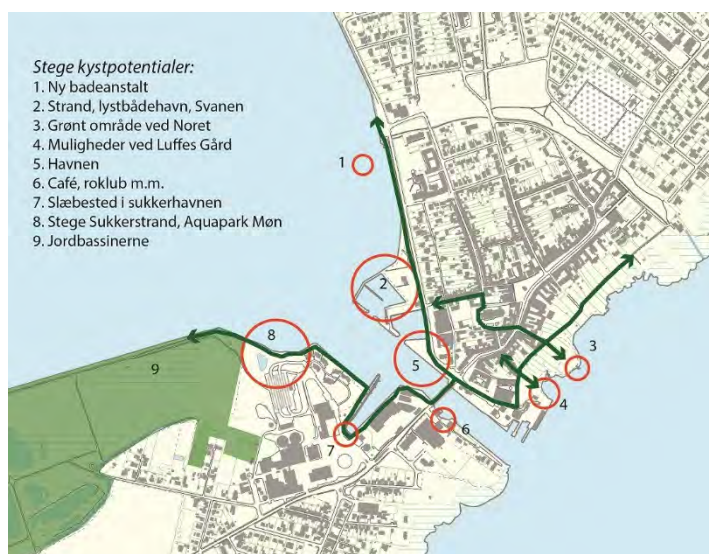 Stege kystpotentialer:
1. Ny badeanstalt
2. Strand, lystbådehavn, Svanen
3. Grønt område ved Noret
4. Muligheder ved Luffes Gård
5. Havnen
6. Café, roklub m.m.
7. Slæbested i sukkerhavnen
8. Stege Sukkerstrand, Aquapark Møn
9. Jordbassinerne
1
2
8
5
3
9
4
6
7